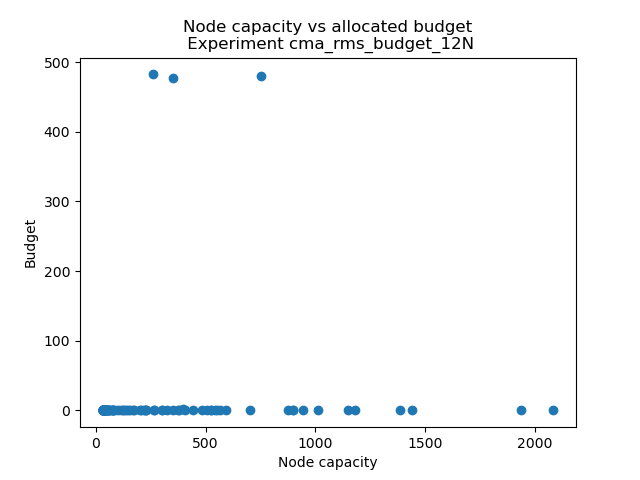 Node capacity vs allocated budget
Experiment cma_rms_budget_12N
500
400
300
200
100
0
Budget
0 500 1000 1500 2000
Node capacity